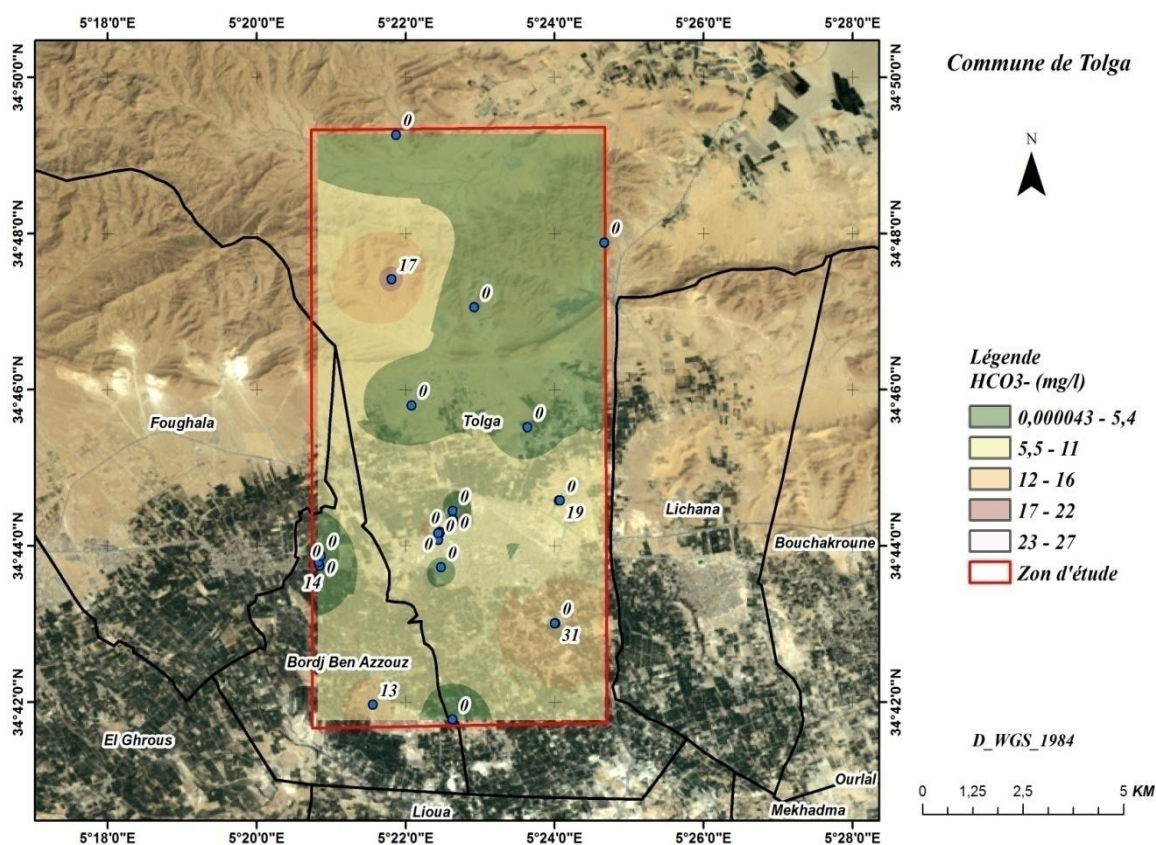 5°18'0"E 5°20'0"E 5°22'0"E 5°24'0"E 5°26'0"E 5°28'0"E
34°50'0"N 34°50'0"N
34°48'0"N 34°48'0"N
34°46'0"N 34°46'0"N
34°44'0"N 34°44'0"N
34°42'0"N 34°42'0"N
0
0
17
0
0
0
Foughala
Tolga
0
19
0
0
0
0
0
0
0
0
0
14
Lichana
Bouchakroune
0
31
Bordj Ben Azzouz
13
0
El Ghrous
Lioua
Ourlal
Mekhadma
5°18'0"E 5°20'0"E 5°22'0"E 5°24'0"E 5°26'0"E 5°28'0"E
Commune de Tolga
N
Légende
HCO3- (mg/l)
0,000043 - 5,4
5,5 - 11
12 - 16
17 - 22
23 - 27
Zon d'étude
D_WGS_1984
0 1,25 2,5 5 KM